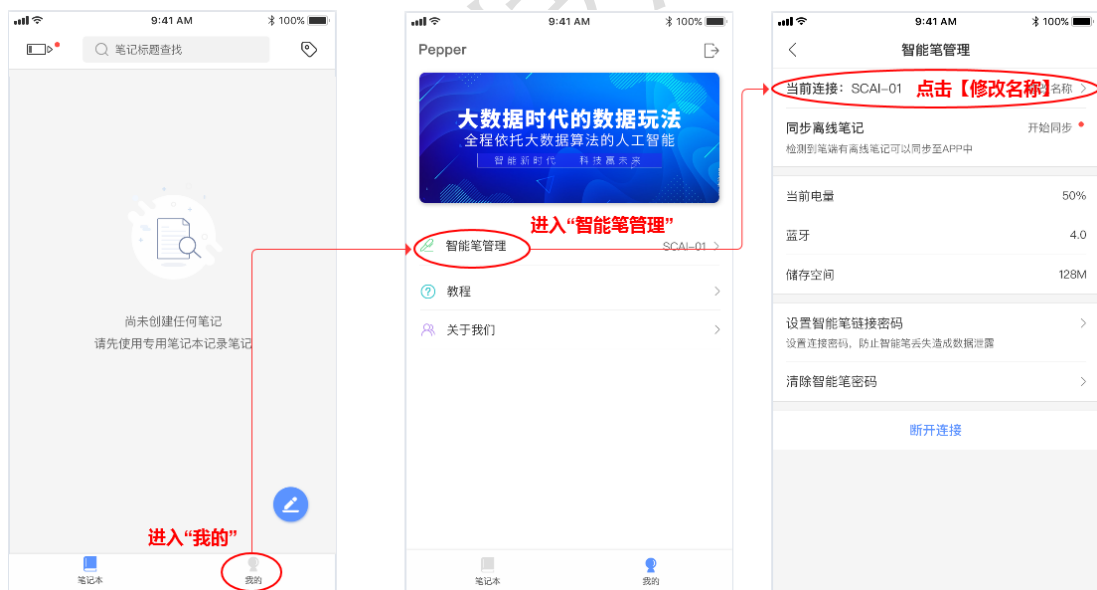 9:41 AM
100%
笔记标题查找
尚未创建任何笔记
请先使用专用笔记本记录笔记
进入“我的”
笔记本
我的
9:41 AM
100%
Pepper
大数据时代的数据玩法
全程依托大数据算法的人工智能
智能新时代 科技赢未来
进入“智能笔管理”
智能笔管理
SCAI-01
教程
关于我们
笔记本
我的
9:41 AM
100%
智能笔管理
当前连接：SCAI-01
点击【修改名称】
名称
同步离线笔记
开始同步
检测到笔端有离线笔记可以同步至APP中
当前电量
50%
蓝牙
4.0
储存空间
128M
设置智能笔链接密码
设置连接密码，防止智能笔丢失造成数据泄露
清除智能笔密码
断开连接